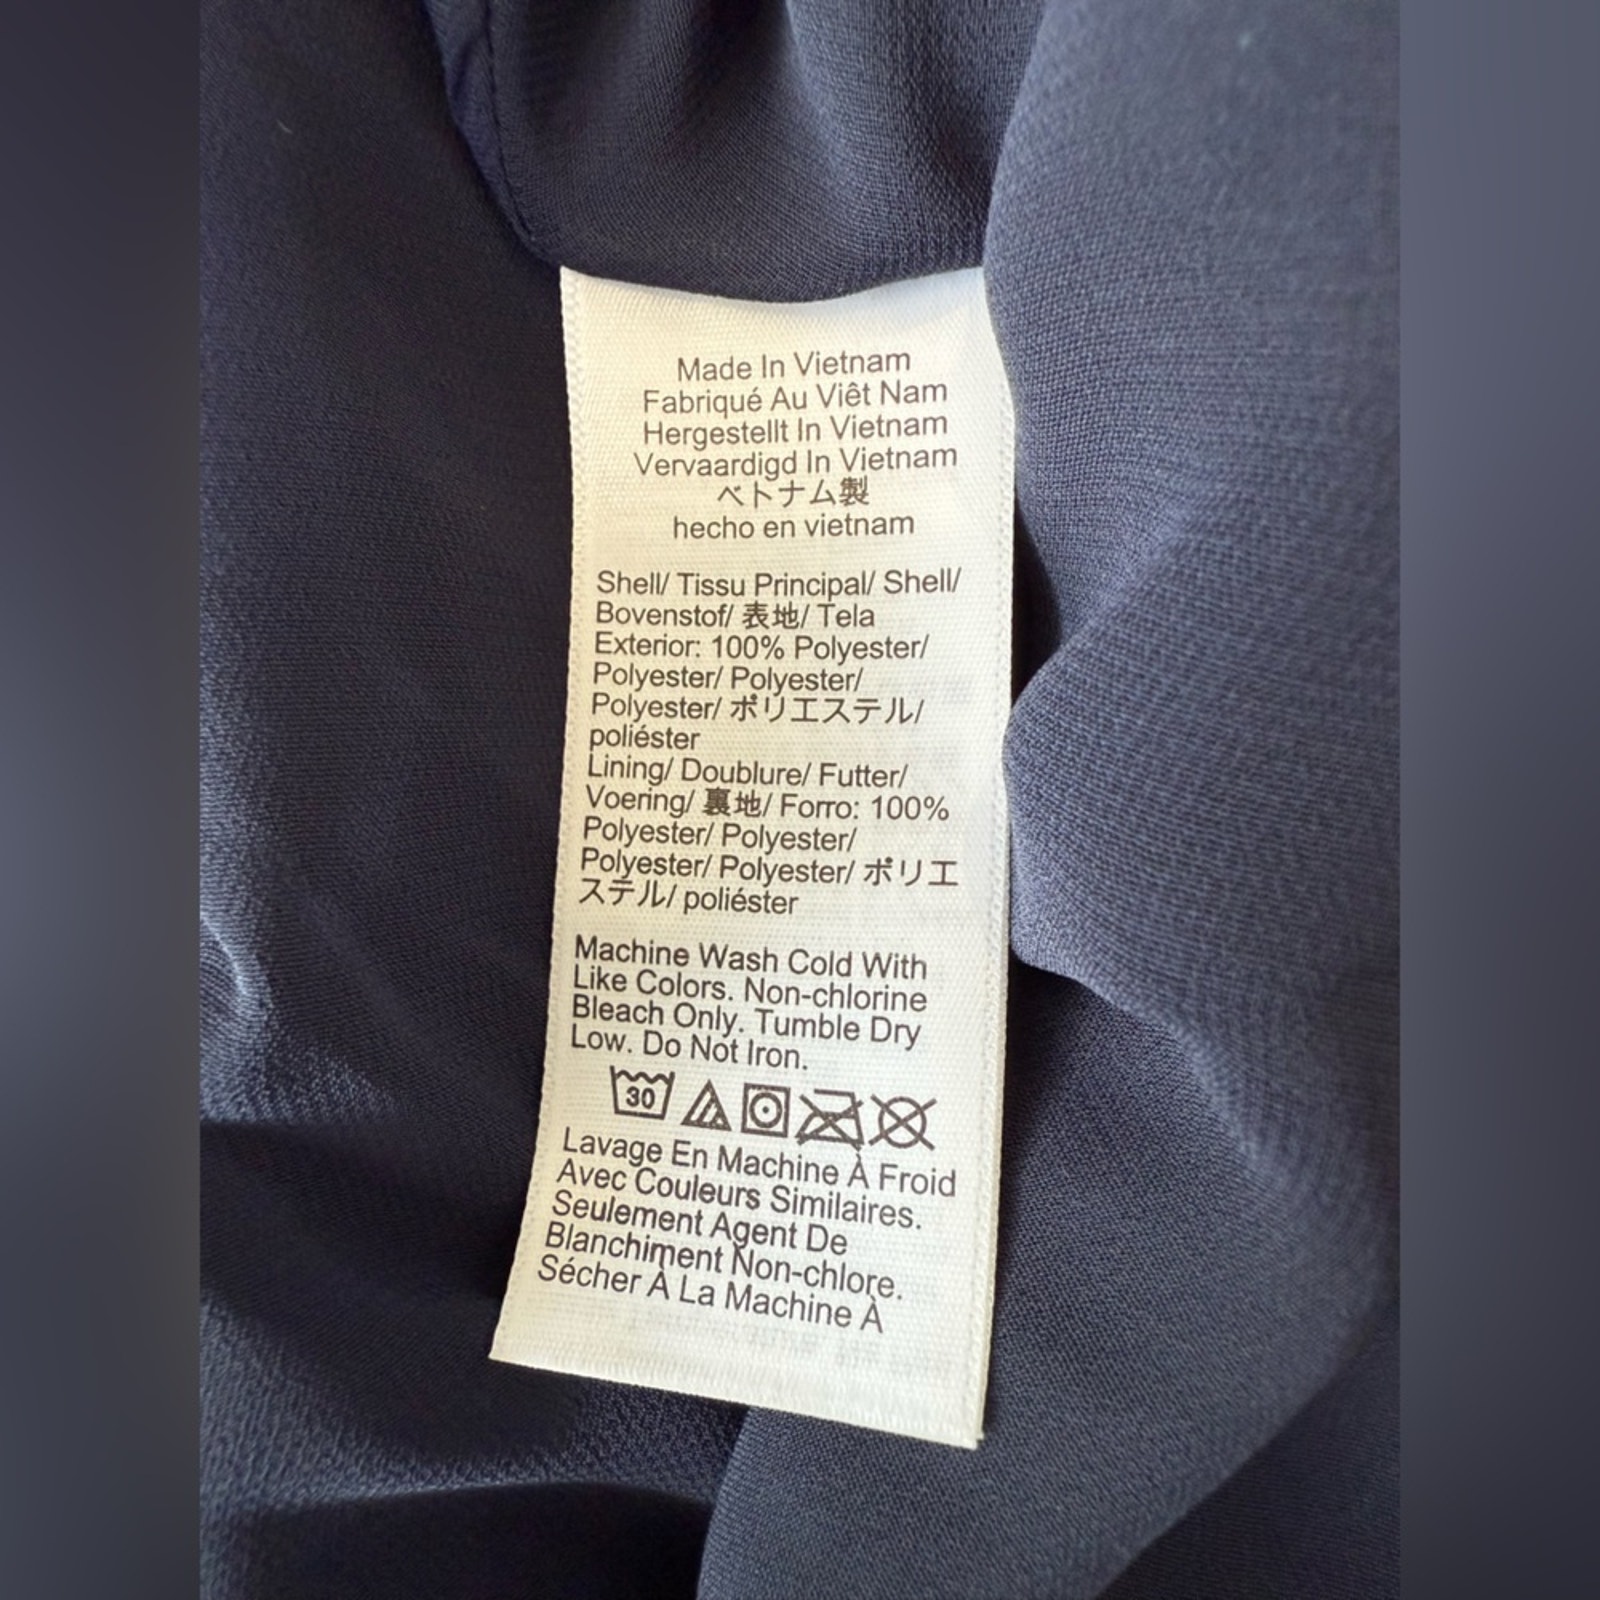 Made In Vietnam
Fabriqué Au Viêt Nam
Hergestellt In Vietnam
Vervaardigd In Vietnam
ベトナム製
hecho en vietnam
Shell/ Tissu Principal/ Shell/
Bovenstof/ 表地/ Tela
Exterior: 100% Polyester/
Polyester/ Polyester/
Polyester/ ポリエステル/
poliéster
Lining/ Doublure/ Futter/
Voering/ 裏地/ Forro: 100%
Polyester/ Polyester/
Polyester/ Polyester/ ポリエ
ステル/ poliéster
Machine Wash Cold With
Like Colors. Non-chlorine
Bleach Only. Tumble Dry
Low. Do Not Iron.
30
Lavage En Machine À Froid
Avec Couleurs Similaires.
Seulement Agent De
Blanchiment Non-chlore.
Sécher À La Machine À